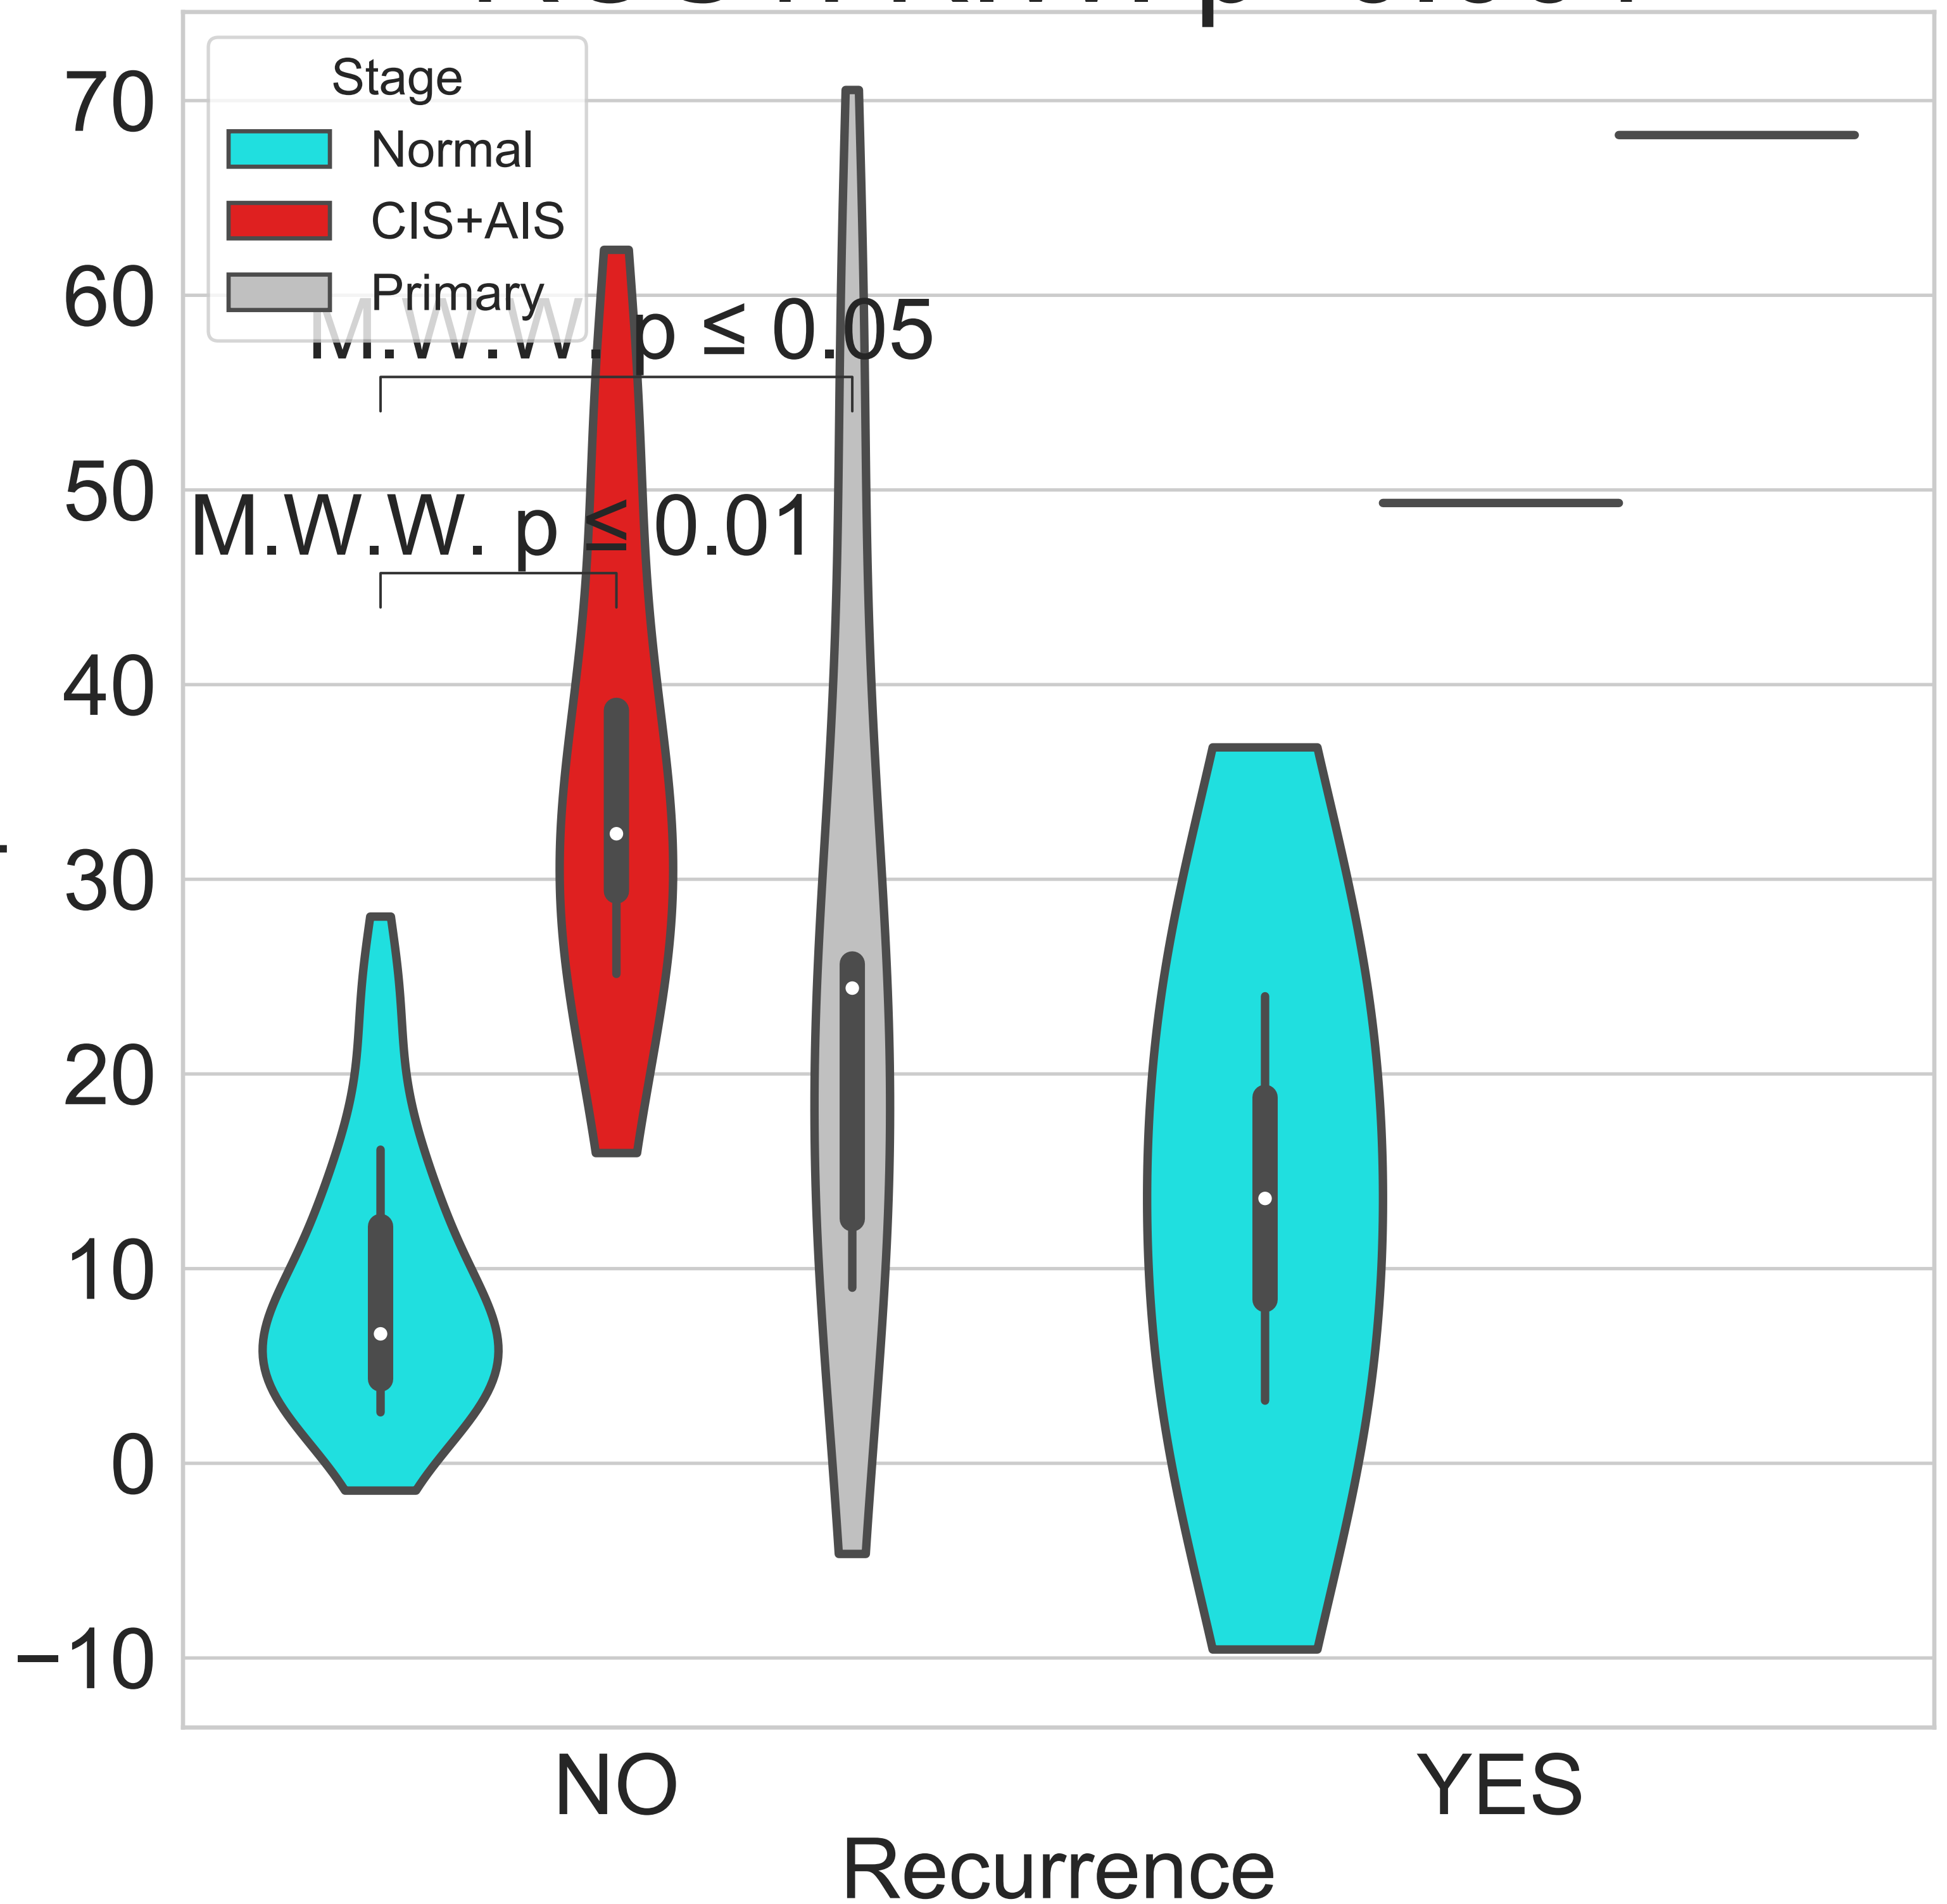 Stage
Normal
CIS+AIS
Primary
M.W.W. p ≤ 0.05
M.W.W. p ≤ 0.01
70
60
50
40
30
20
10
0
−10
NO
YES
Recurrence